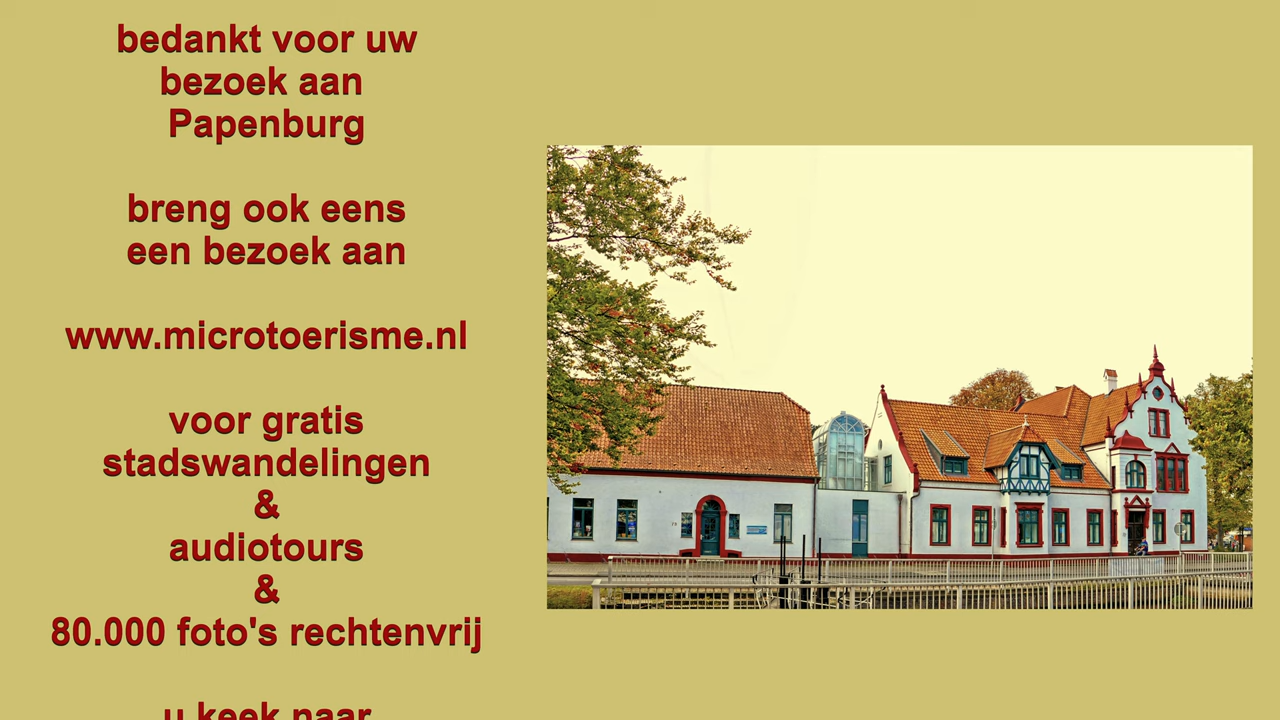 bedankt voor uw
bezoek aan
Papenburg
breng ook eens
een bezoek aan
www.microtoerisme.nl
voor gratis
stadswandelingen
&
audiotours
&
80.000 foto's rechtenvrij
u keek naar